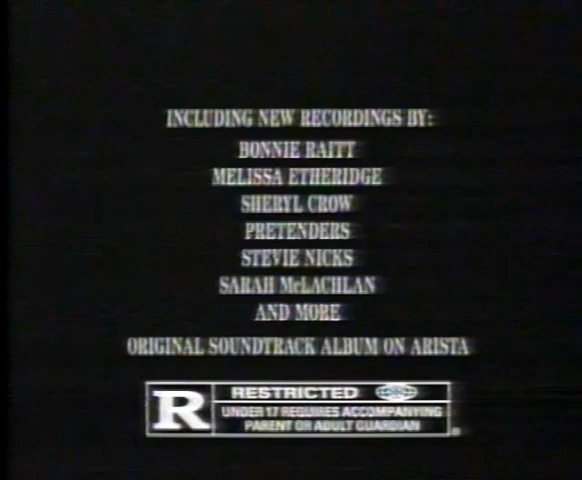 INCLUDING NEW RECORDINGS BY:
BONNIE RAITT
MELISSA ETHERIDGE
SHERYL CROW
PRETENDERS
STEVIE NICKS
SARAH McLACHLAN
AND MORE
ORIGINAL SOUNDTRACK ALBUM ON ARISTA
R RESTRICTED
UNDER 17 REQUIRES ACCOMPANYING
PARENT OR ADULT GUARDIAN